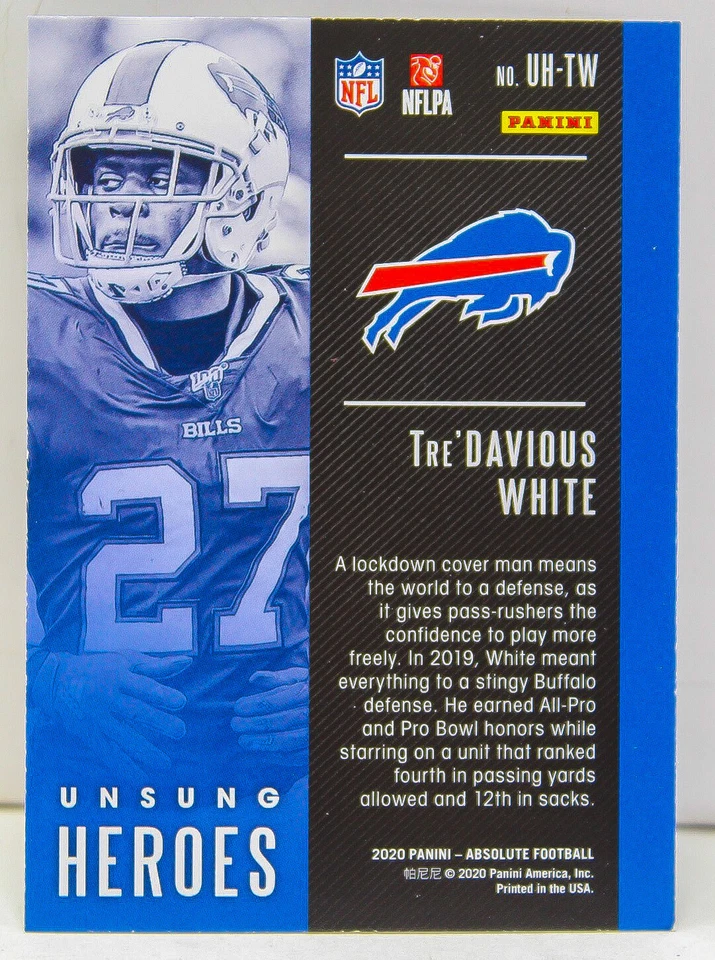 NFL
NFLPA
NO. UH-TW
PANINI
BILLS
27
TRE'DAVIOUS
WHITE
A lockdown cover man means
the world to a defense, as
it gives pass-rushers the
confidence to play more
freely. In 2019, White meant
everything to a stingy Buffalo
defense. He earned All-Pro
and Pro Bowl honors while
starring on a unit that ranked
fourth in passing yards
allowed and 12th in sacks.
UNSUNG
HEROES
2020 PANINI – ABSOLUTE FOOTBALL
帕尼尼 © 2020 Panini America, Inc.
Printed in the USA.